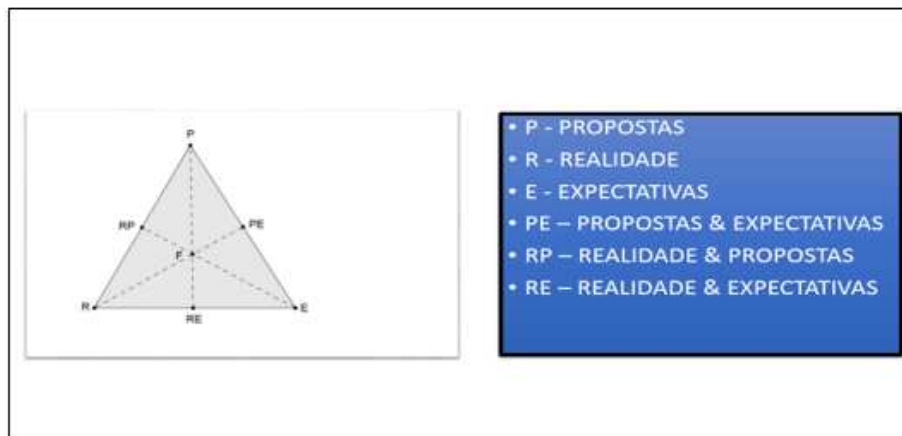 P
RP
PE
F
R
RE
E
• P - PROPOSTAS
• R - REALIDADE
• E - EXPECTATIVAS
• PE – PROPOSTAS & EXPECTATIVAS
• RP – REALIDADE & PROPOSTAS
• RE – REALIDADE & EXPECTATIVAS